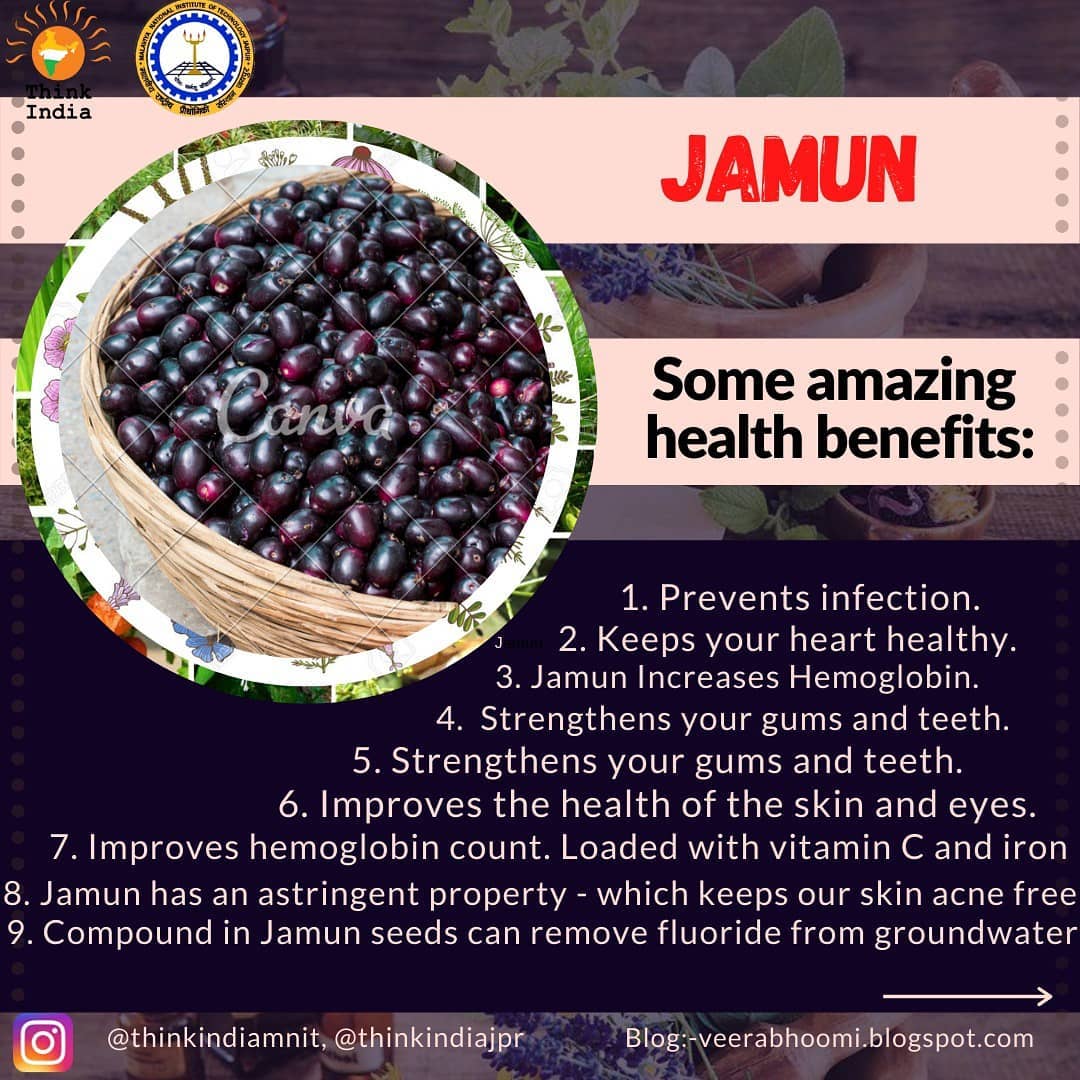 Think
India
MALAVIYA NATIONAL INSTITUTE OF TECHNOLOGY JAIPUR
JAMUN
Canva
Some amazing
health benefits:
1. Prevents infection.
Jamun
2. Keeps your heart healthy.
3. Jamun Increases Hemoglobin.
4. Strengthens your gums and teeth.
5. Strengthens your gums and teeth.
6. Improves the health of the skin and eyes.
7. Improves hemoglobin count. Loaded with vitamin C and iron
8. Jamun has an astringent property - which keeps our skin acne free
9. Compound in Jamun seeds can remove fluoride from groundwater
@thinkindiamnit, @thinkindiajpr
Blog:-veerabhoomi.blogspot.com